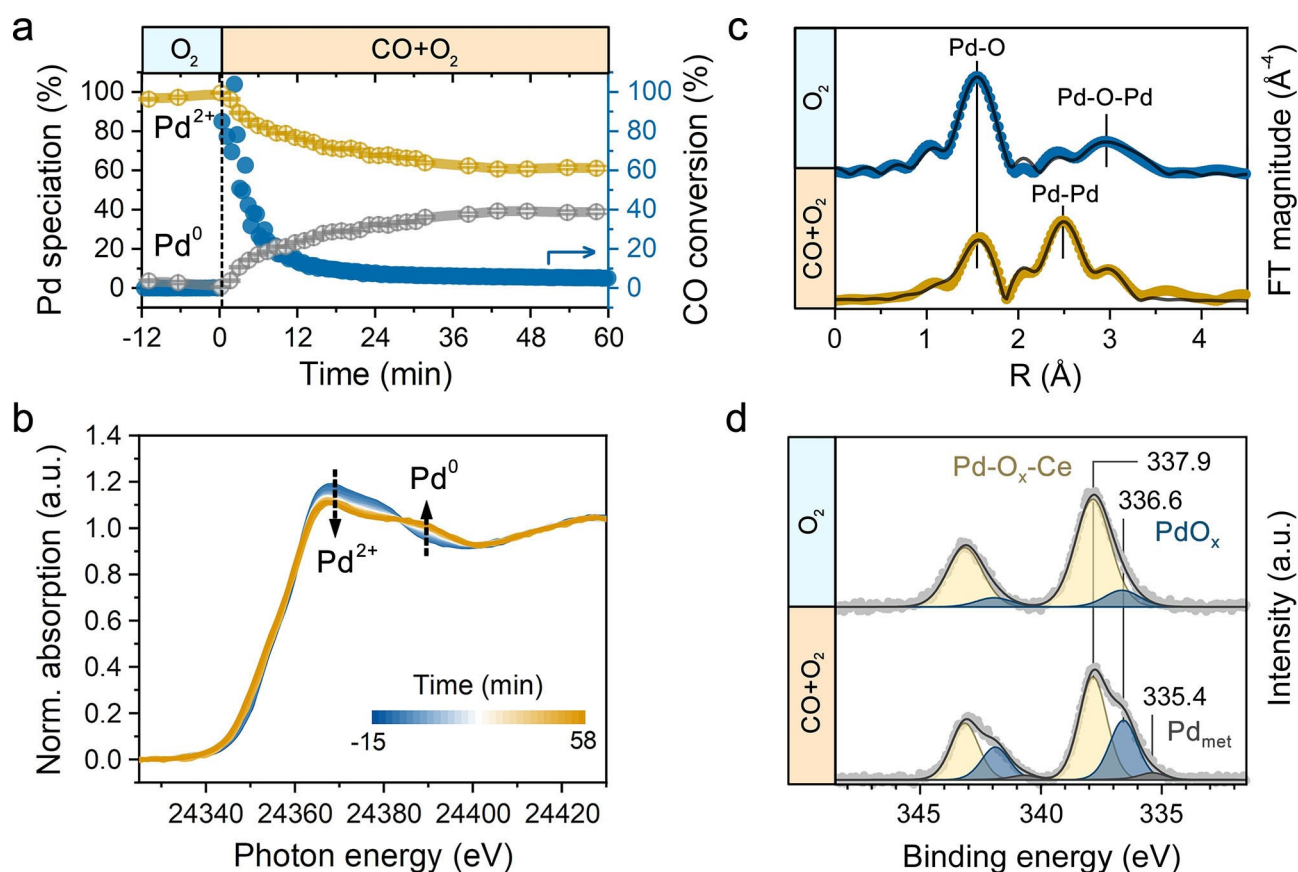 a
O2
CO+O2
Pd speciation (%)
100
80
60
40
20
0
Pd2+
Pd0
100
80
60
40
20
0
CO conversion (%)
-12 0 12 24 36 48 60
Time (min)
b
Norm. absorption (a.u.)
1.4
1.2
1.0
0.8
0.6
0.4
0.2
0.0
Pd0
Pd2+
Time (min)
-15 58
24340 24360 24380 24400 24420
Photon energy (eV)
c
O2
CO+O2
Pd-O
Pd-O-Pd
Pd-Pd
FT magnitude (Å-4)
0 1 2 3 4
R (Å)
d
O2
CO+O2
Pd-Ox-Ce
337.9
336.6
PdOx
335.4
Pdmet
Intensity (a.u.)
345 340 335
Binding energy (eV)